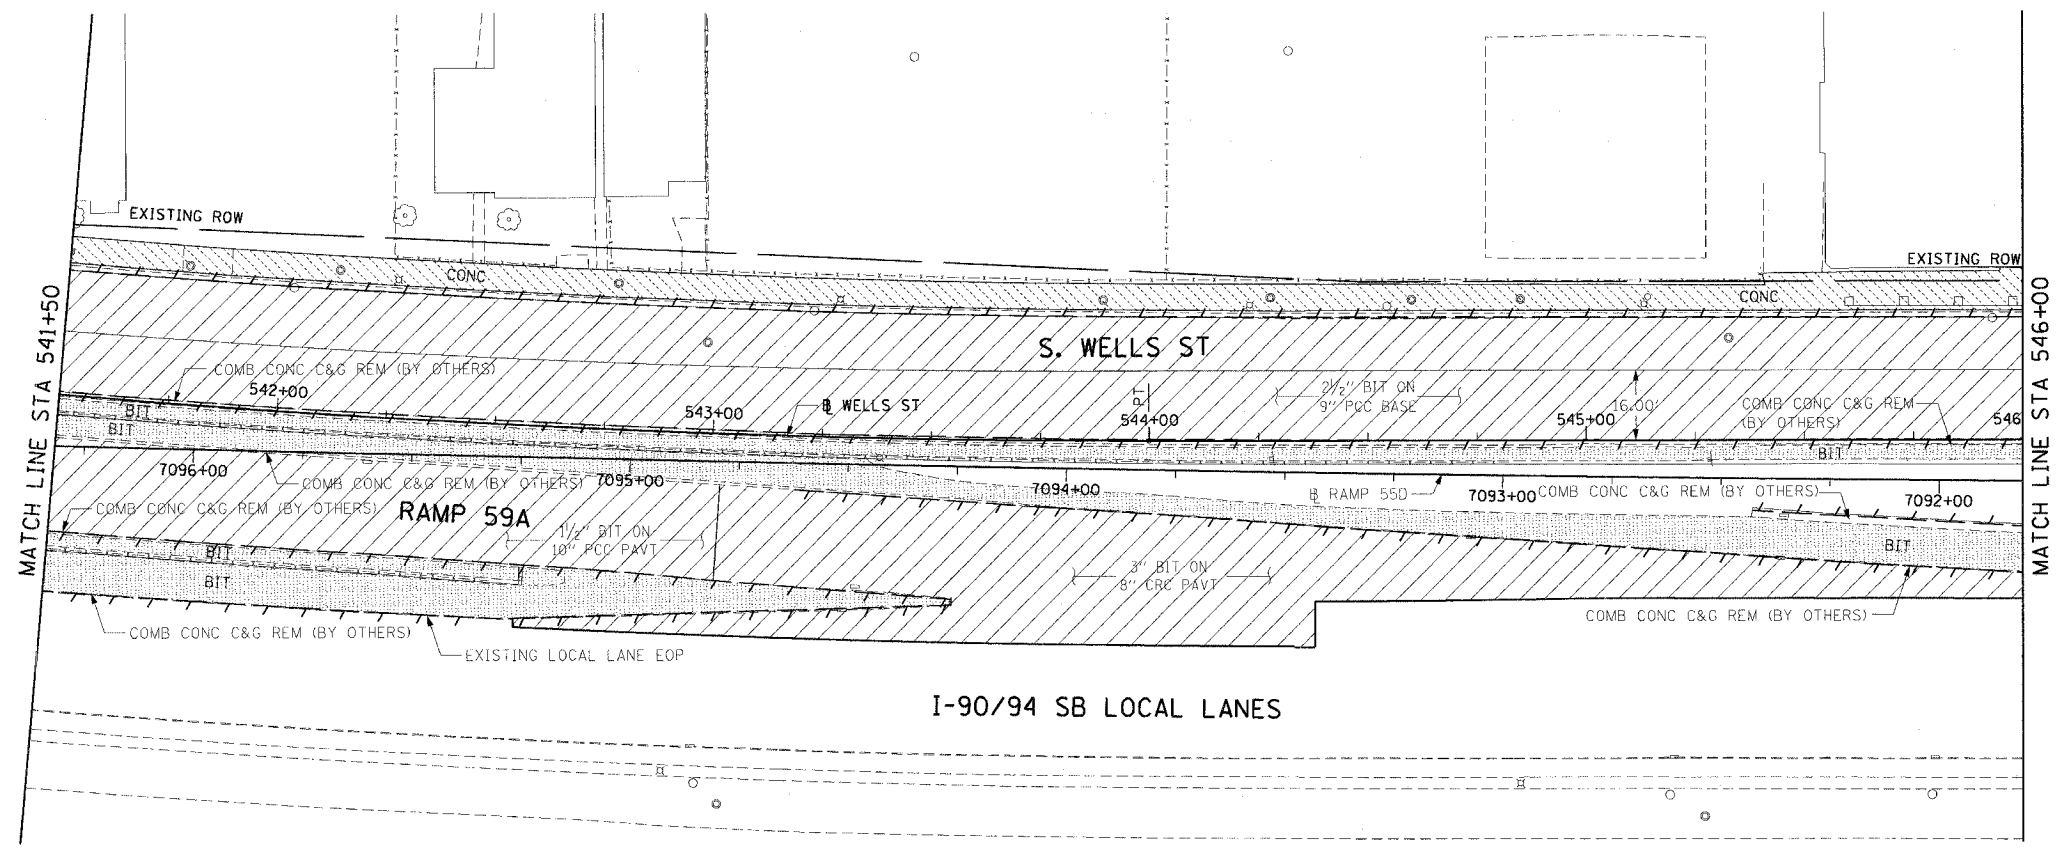 EXISTING ROW
EXISTING ROW
CONC
CONC
MATCH LINE STA 541+50
MATCH LINE STA 546+00
S. WELLS ST
COMB CONC C&G REM (BY OTHERS)
542+00
543+00
℄ WELLS ST
PT
544+00
2½" BIT ON
9" PCC BASE
545+00
16.00'
COMB CONC C&G REM
(BY OTHERS)
546
BIT
BIT
BIT
7096+00
COMB CONC C&G REM (BY OTHERS)
7095+00
7094+00
℄ RAMP 55D
7093+00
COMB CONC C&G REM (BY OTHERS)
7092+00
COMB CONC C&G REM (BY OTHERS)
RAMP 59A
1½" BIT ON
10" PCC PAVT
BIT
BIT
BIT
3" BIT ON
8" CRC PAVT
COMB CONC C&G REM (BY OTHERS)
COMB CONC C&G REM (BY OTHERS)
EXISTING LOCAL LANE EOP
I-90/94 SB LOCAL LANES